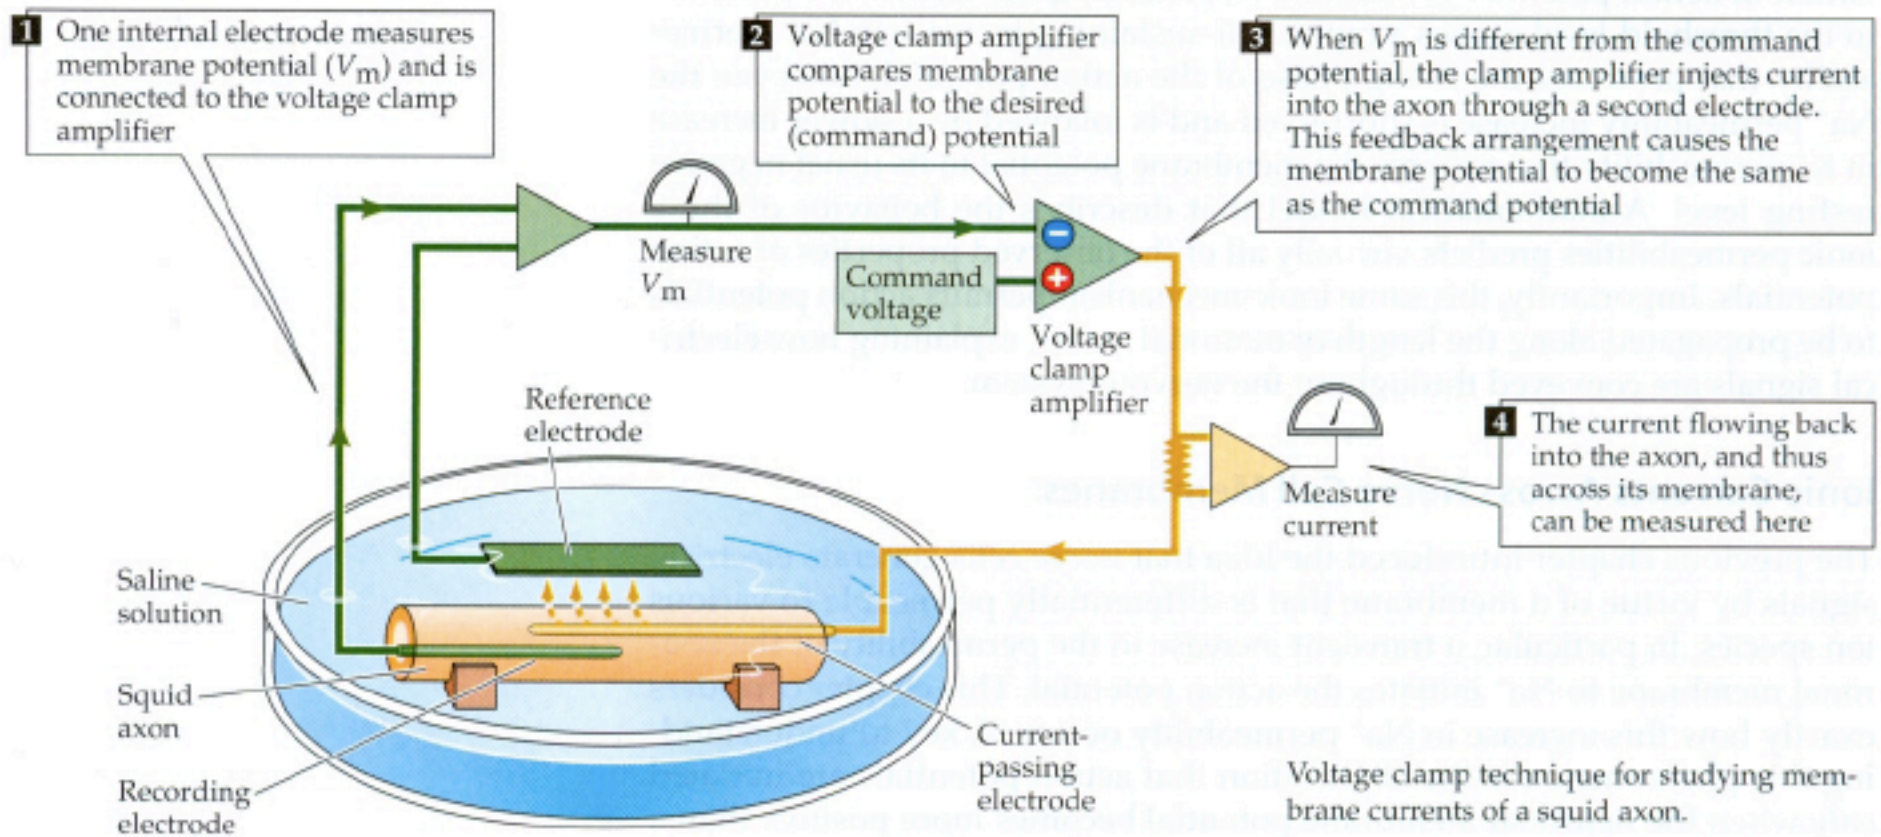 1 One internal electrode measures
membrane potential (Vm) and is
connected to the voltage clamp
amplifier
2 Voltage clamp amplifier
compares membrane
potential to the desired
(command) potential
3 When Vm is different from the command
potential, the clamp amplifier injects current
into the axon through a second electrode.
This feedback arrangement causes the
membrane potential to become the same
as the command potential
Measure
Vm
−
+
Command
voltage
Voltage
clamp
amplifier
Reference
electrode
Measure
current
4 The current flowing back
into the axon, and thus
across its membrane,
can be measured here
Saline
solution
Squid
axon
Recording
electrode
Current-
passing
electrode
Voltage clamp technique for studying mem-
brane currents of a squid axon.